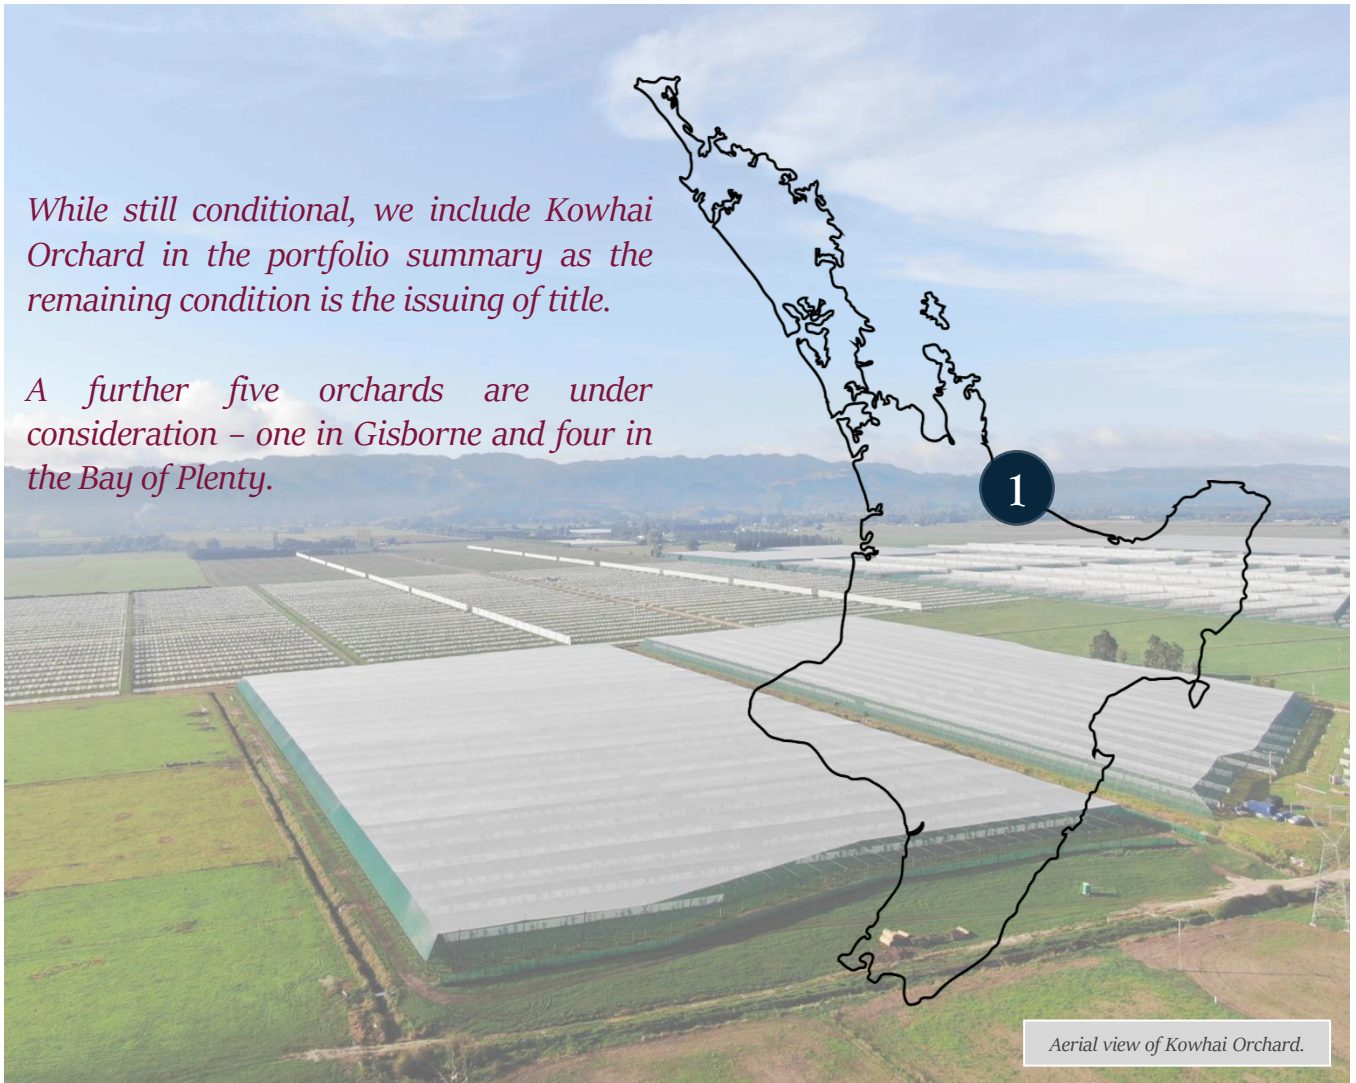 While still conditional, we include Kowhai
Orchard in the portfolio summary as the
remaining condition is the issuing of title.
A further five orchards are under
consideration – one in Gisborne and four in
the Bay of Plenty.
1
Aerial view of Kowhai Orchard.